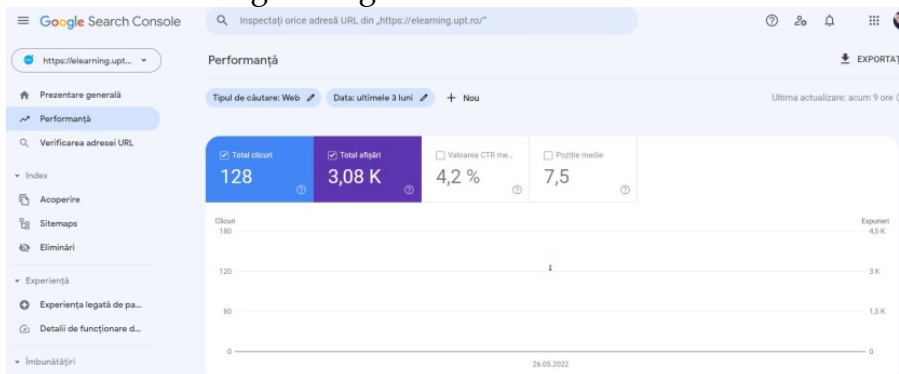 Google Search Console
Inspectați orice adresă URL din „https://elearning.upt.ro/”
https://elearning.upt...
Performanță
EXPORTAȚ
Prezentare generală
Performanță
Verificarea adresei URL
Tipul de căutare: Web
Data: ultimele 3 luni
+ Nou
Ultima actualizare: acum 9 ore
Index
Acoperire
Sitemaps
Eliminări
Experiență
Experiența legată de pa...
Detalii de funcționare d...
Îmbunătățiri
Total clicuri
128
Total afișări
3,08 K
Valoarea CTR me...
4,2 %
Poziție medie
7,5
Clicuri
Expuneri
180
4,5 K
120
3 K
60
1,5 K
0
0
26.05.2022